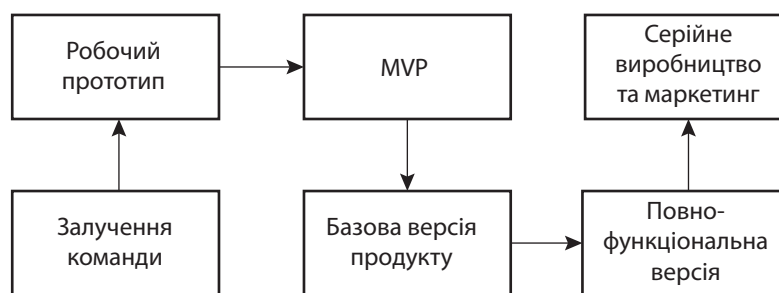 Робочий
прототип
MVP
Серійне
виробництво
та маркетинг
Залучення
команди
Базова версія
продукту
Повно-
функціональна
версія